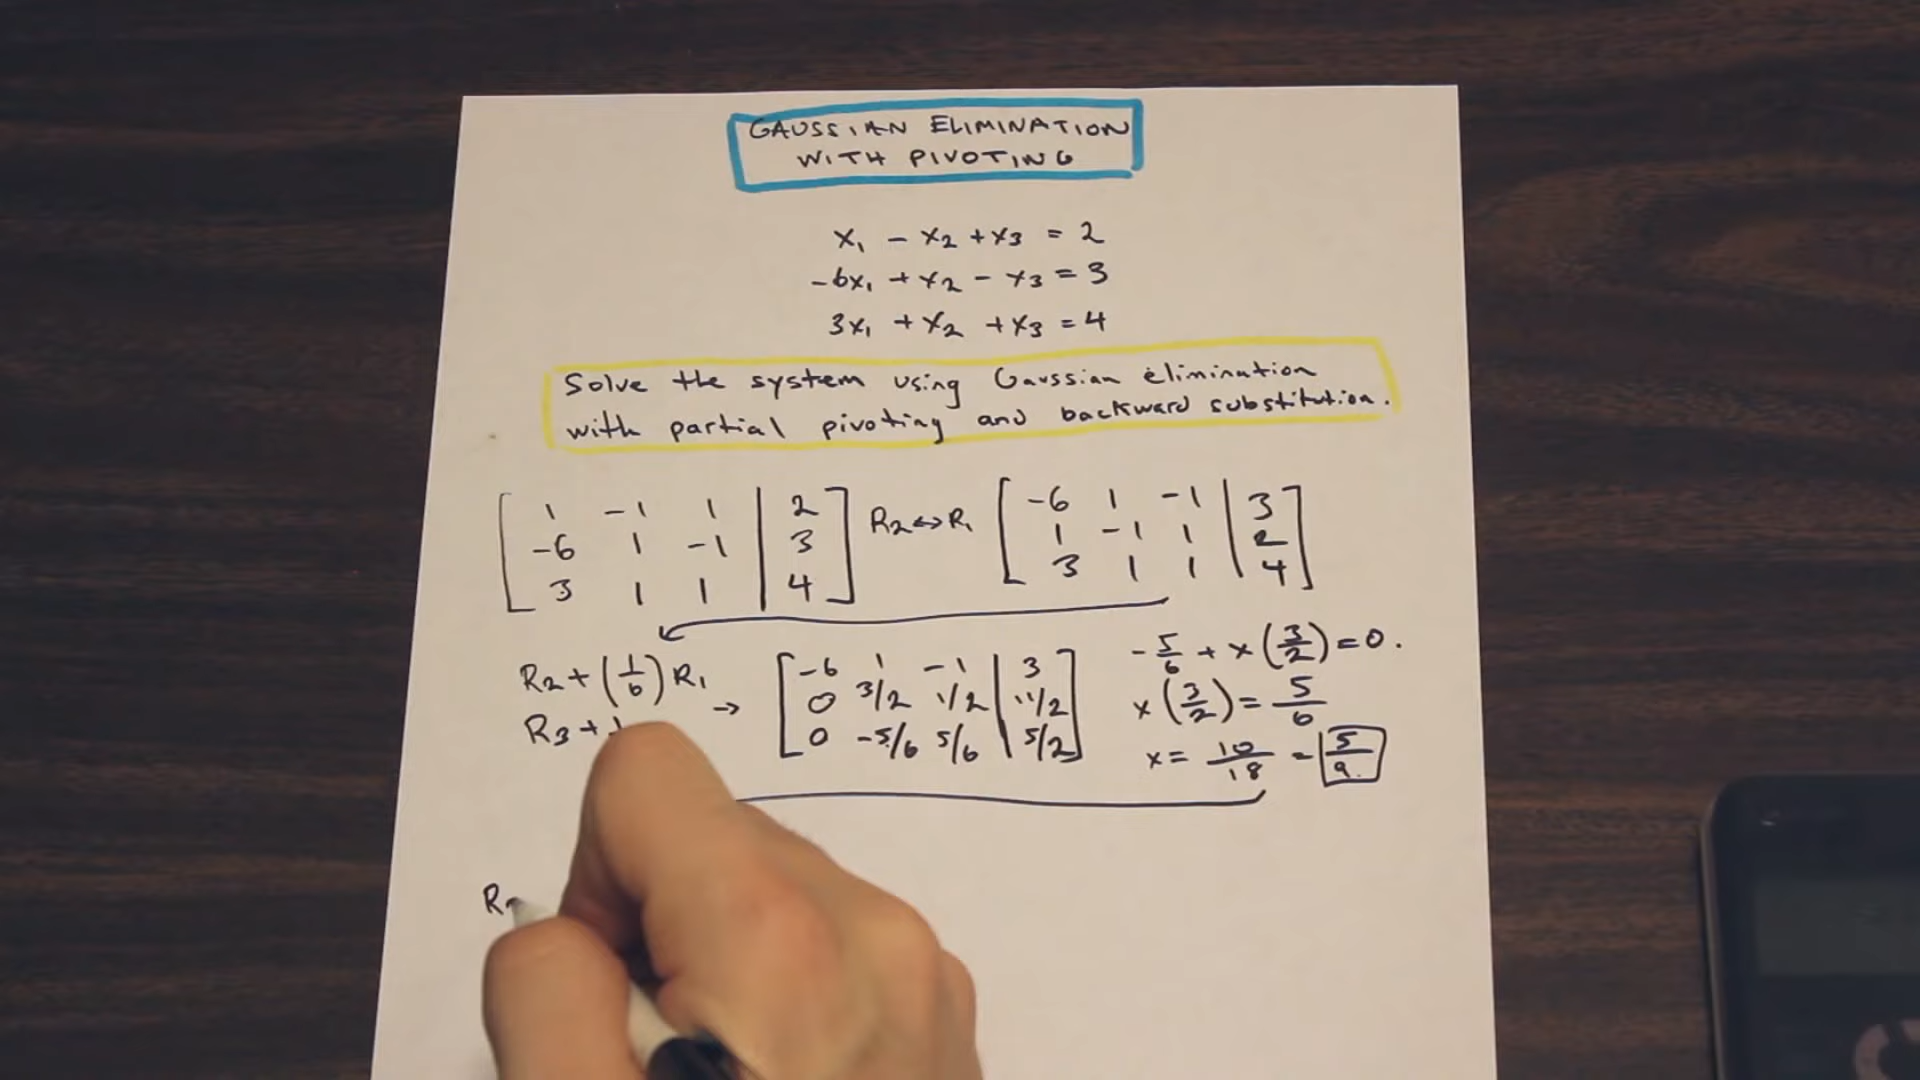 GAUSSIAN ELIMINATION
WITH PIVOTING
x₁ - x₂ + x₃ = 2
-6x₁ + x₂ - x₃ = 3
3x₁ + x₂ + x₃ = 4
Solve the system using Gaussian elimination
with partial pivoting and backward substitution.
[ 1 -1 1 | 2 ] R₂ ↔ R₁ [ -6 1 -1 | 3 ]
[ -6 1 -1 | 3 ] [ 1 -1 1 | 2 ]
[ 3 1 1 | 4 ] [ 3 1 1 | 4 ]
R₂ + (1/6) R₁ [ -6 1 -1 | 3 ] -5/6 + x (3/2) = 0.
→ [ 0 3/2 1/2 | 11/2 ] x (3/2) = 5/6
R₃ + [ 0 -5/6 5/6 | 5/2 ] x = 10/18 = 5/9.
R